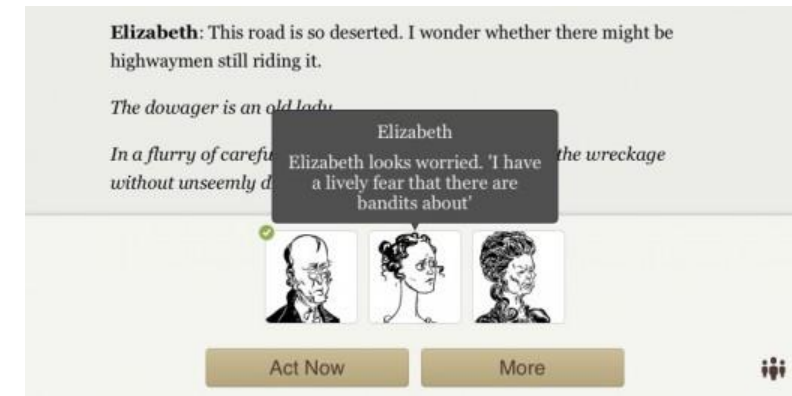 Elizabeth: This road is so deserted. I wonder whether there might be
highwaymen still riding it.
The dowager is an old lady
In a flurry of carefu the wreckage
without unseemly d
Elizabeth
Elizabeth looks worried. 'I have
a lively fear that there are
bandits about'
Act Now
More